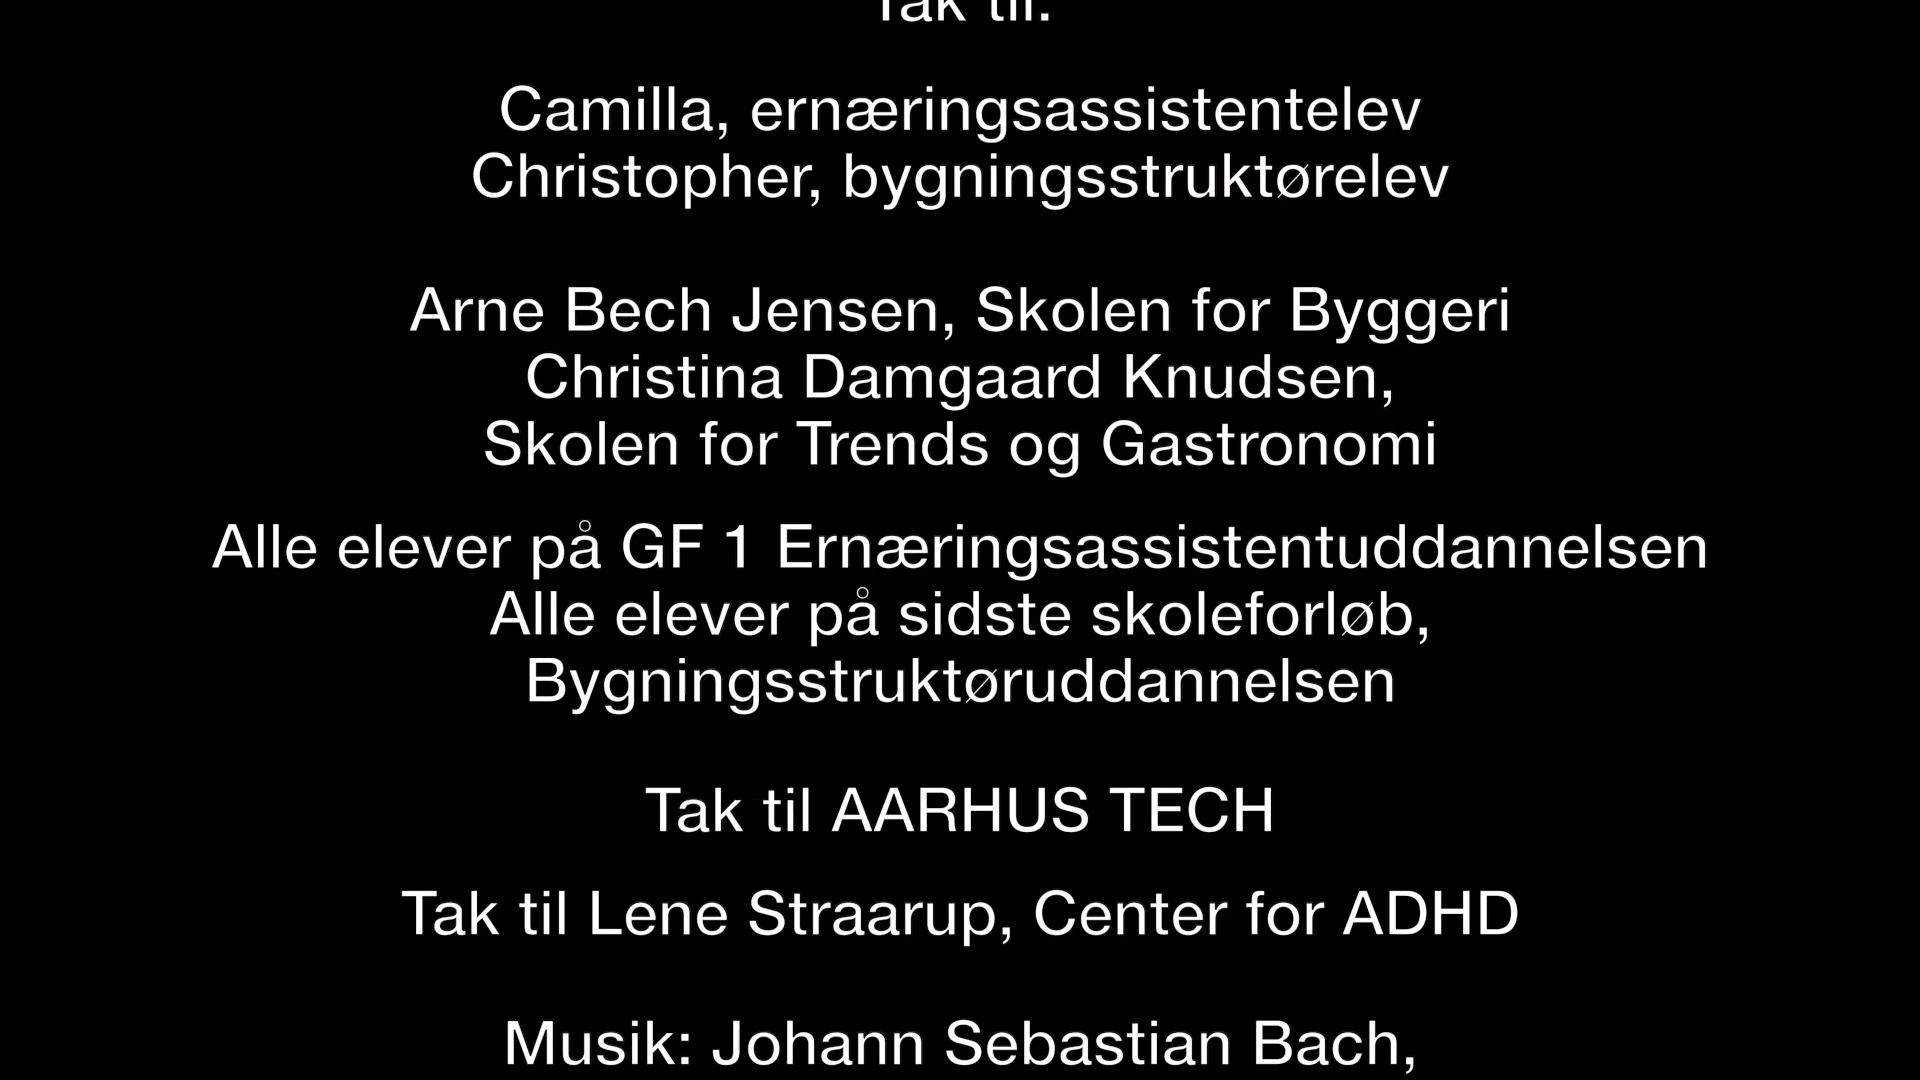 Tak til:
Camilla, ernæringsassistentelev
Christopher, bygningsstruktørelev
Arne Bech Jensen, Skolen for Byggeri
Christina Damgaard Knudsen,
Skolen for Trends og Gastronomi
Alle elever på GF 1 Ernæringsassistentuddannelsen
Alle elever på sidste skoleforløb,
Bygningsstruktøruddannelsen
Tak til AARHUS TECH
Tak til Lene Straarup, Center for ADHD
Musik: Johann Sebastian Bach,